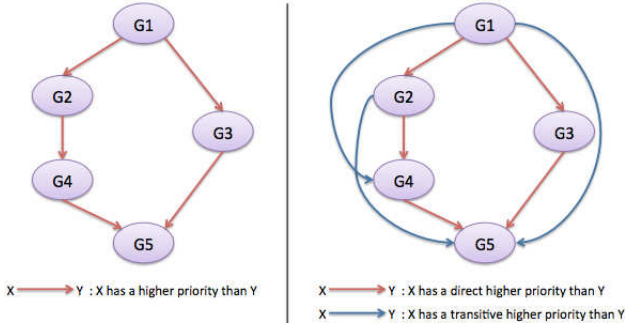 G1
G2
G3
G4
G5
X Y : X has a higher priority than Y
G1
G2
G3
G4
G5
X Y : X has a direct higher priority than Y
X Y : X has a transitive higher priority than Y